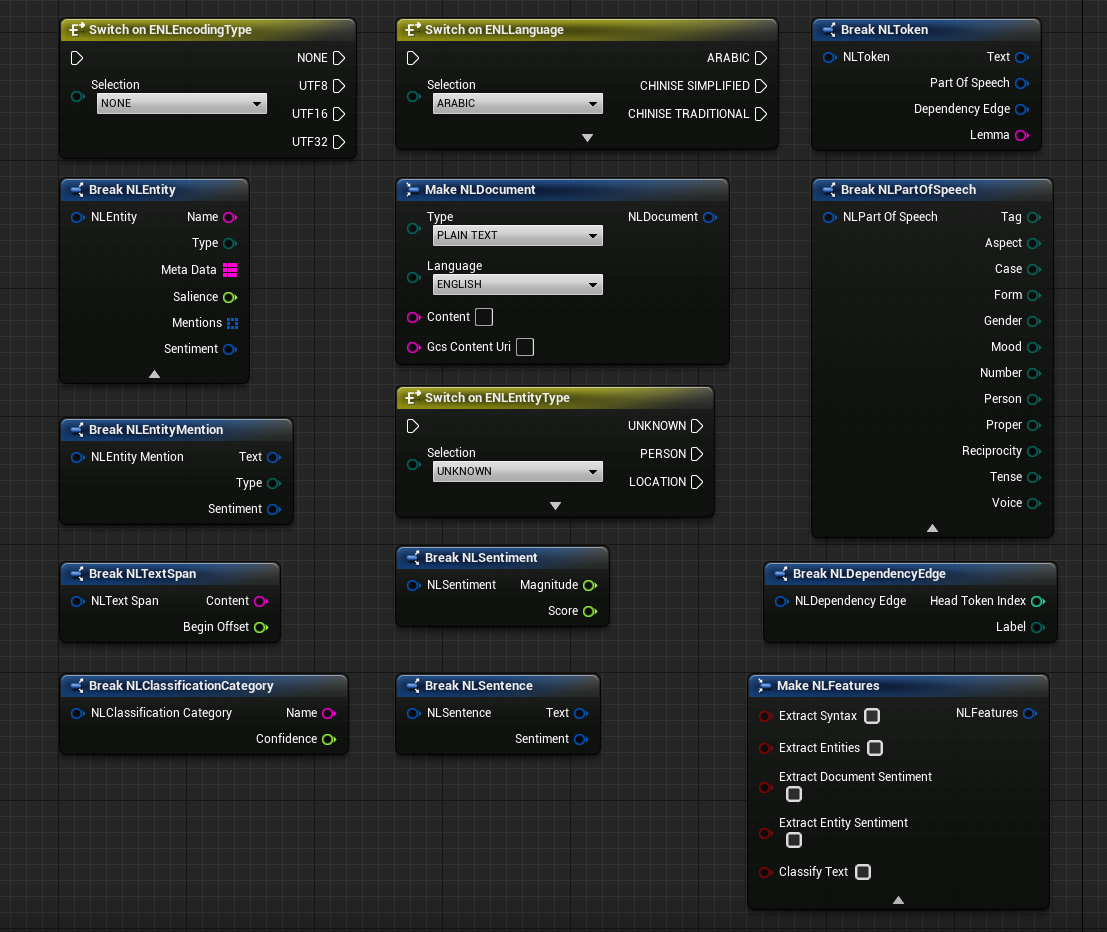 Switch on ENLEncodingType
NONE
Selection
NONE
UTF8
UTF16
UTF32
Switch on ENLLanguage
ARABIC
Selection
ARABIC
CHINISE SIMPLIFIED
CHINISE TRADITIONAL
Break NLToken
NLToken Text
Part Of Speech
Dependency Edge
Lemma
Break NLEntity
NLEntity Name
Type
Meta Data
Salience
Mentions
Sentiment
Make NLDocument
Type NLDocument
PLAIN TEXT
Language
ENGLISH
Content
Gcs Content Uri
Break NLPartOfSpeech
NLPart Of Speech Tag
Aspect
Case
Form
Gender
Mood
Number
Person
Proper
Reciprocity
Tense
Voice
Switch on ENLEntityType
UNKNOWN
Selection
UNKNOWN
PERSON
LOCATION
Break NLEntityMention
NLEntity Mention Text
Type
Sentiment
Break NLTextSpan
NLText Span Content
Begin Offset
Break NLSentiment
NLSentiment Magnitude
Score
Break NLDependencyEdge
NLDependency Edge Head Token Index
Label
Break NLClassificationCategory
NLClassification Category Name
Confidence
Break NLSentence
NLSentence Text
Sentiment
Make NLFeatures
Extract Syntax NLFeatures
Extract Entities
Extract Document Sentiment
Extract Entity Sentiment
Classify Text